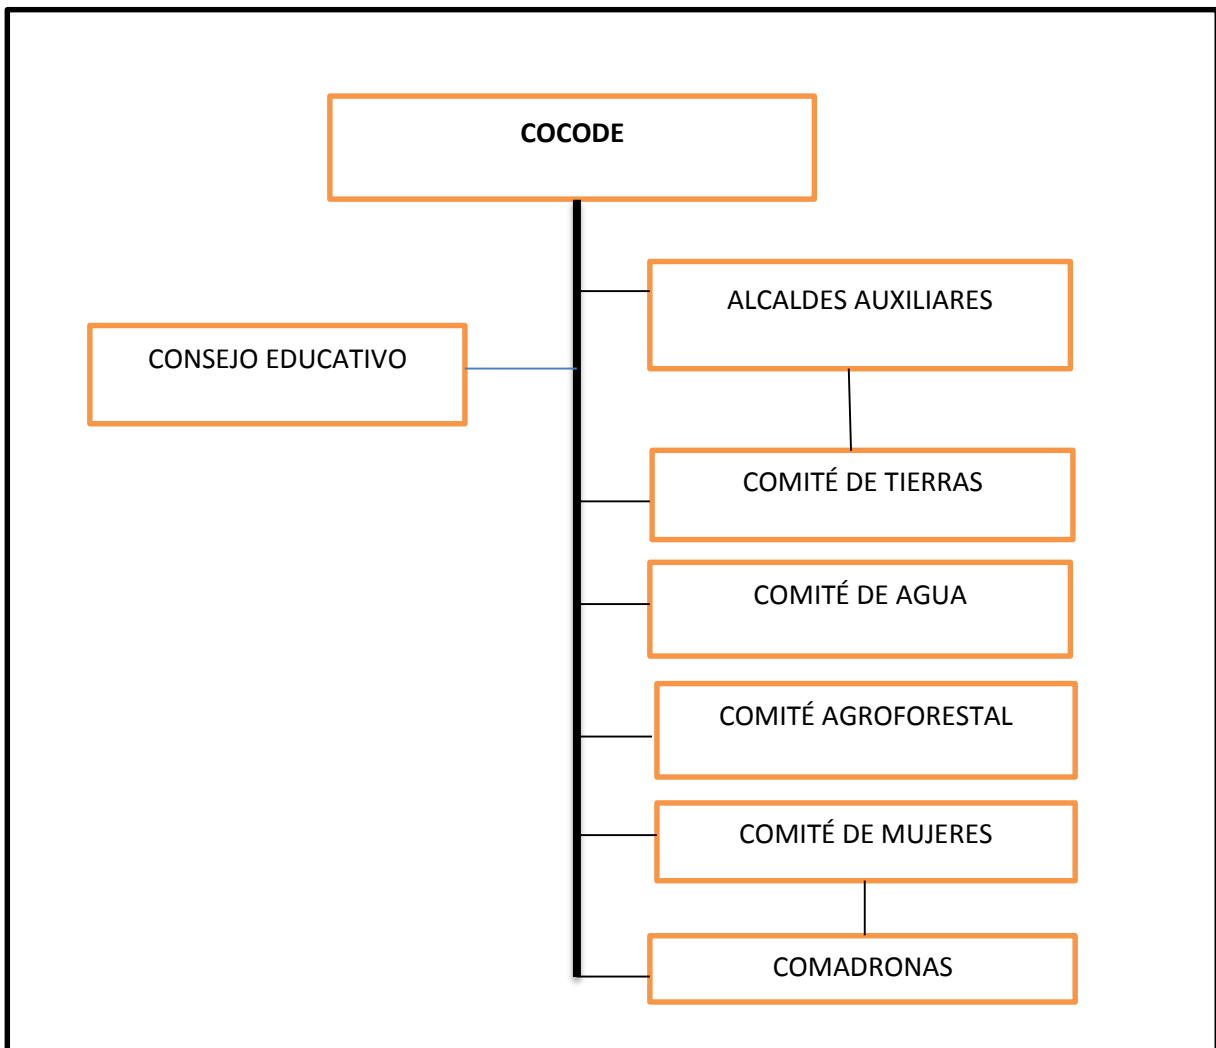 COCODE
ALCALDES AUXILIARES
CONSEJO EDUCATIVO
COMITÉ DE TIERRAS
COMITÉ DE AGUA
COMITÉ AGROFORESTAL
COMITÉ DE MUJERES
COMADRONAS